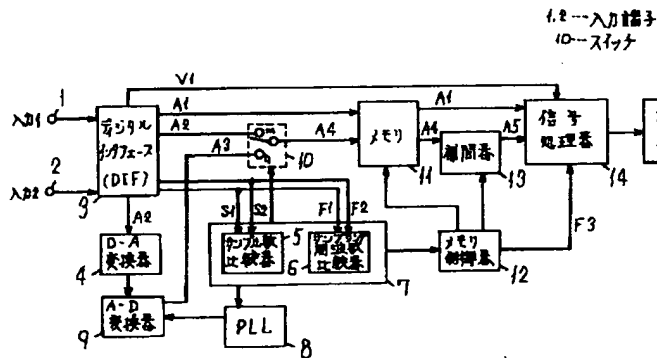 1,2---入力端子
10---スイッチ
1
V1
A1
A2
A3
A4
A1
A4
A5
入力1
ディジタル
インタフェース
(DIF)
メモリ
信号
処理器
10
11
補間器
13
14
2
入力2
3
A2
S1
S2
F1
F2
F3
D-A
変換器
4
サンプル数
比較器
5
サンプリング
周波数
比較器
6
7
メモリ
制御器
12
A-D
変換器
9
PLL
8